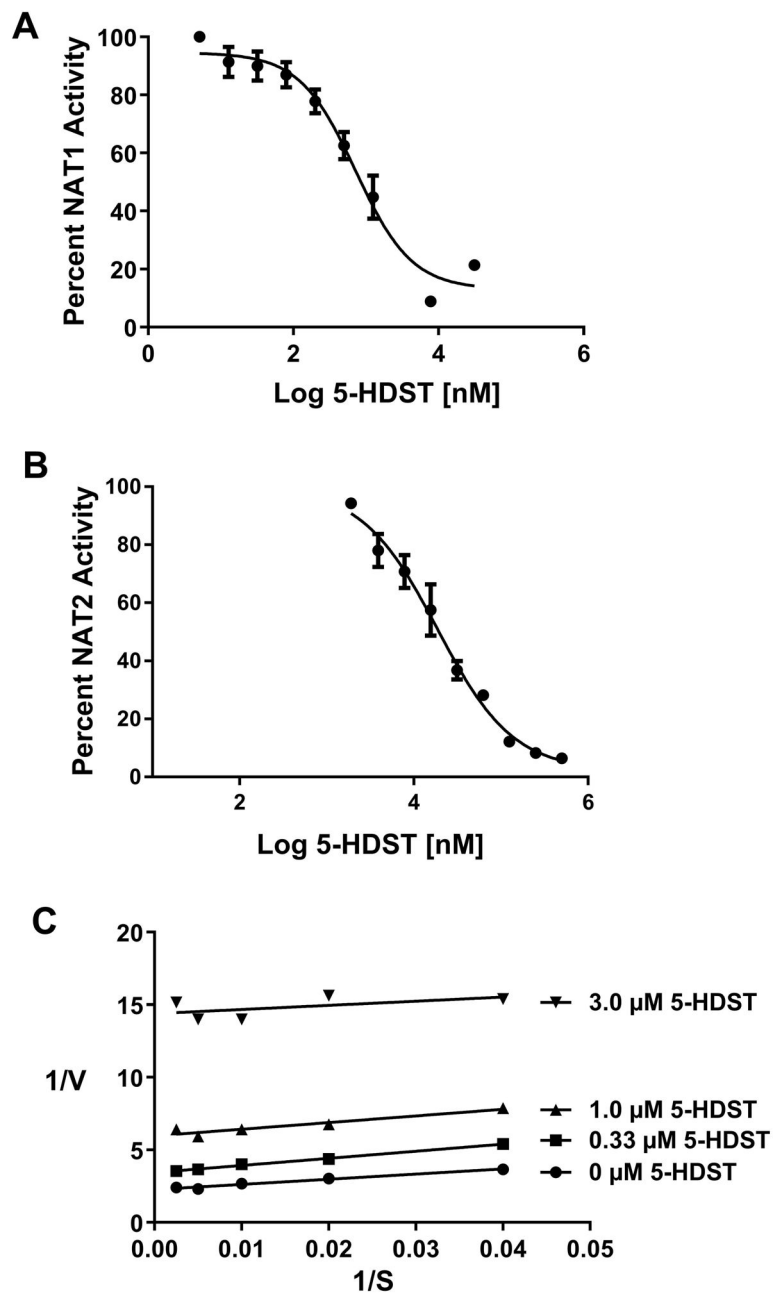 A
Percent NAT1 Activity
100
80
60
40
20
0
0 2 4 6
Log 5-HDST [nM]
B
Percent NAT2 Activity
100
80
60
40
20
0
2 4 6
Log 5-HDST [nM]
C
1/V
20
15
10
5
0
3.0 µM 5-HDST
1.0 µM 5-HDST
0.33 µM 5-HDST
0 µM 5-HDST
0.00 0.01 0.02 0.03 0.04 0.05
1/S